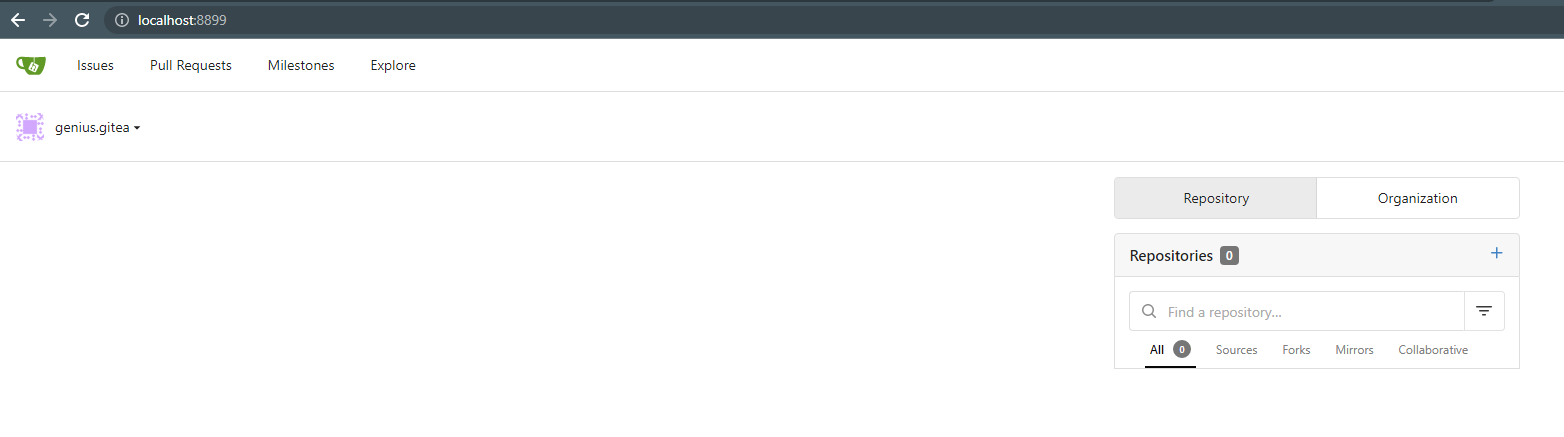 localhost:8899
Issues Pull Requests Milestones Explore
genius.gitea
Repository Organization
Repositories 0
Find a repository...
All 0 Sources Forks Mirrors Collaborative